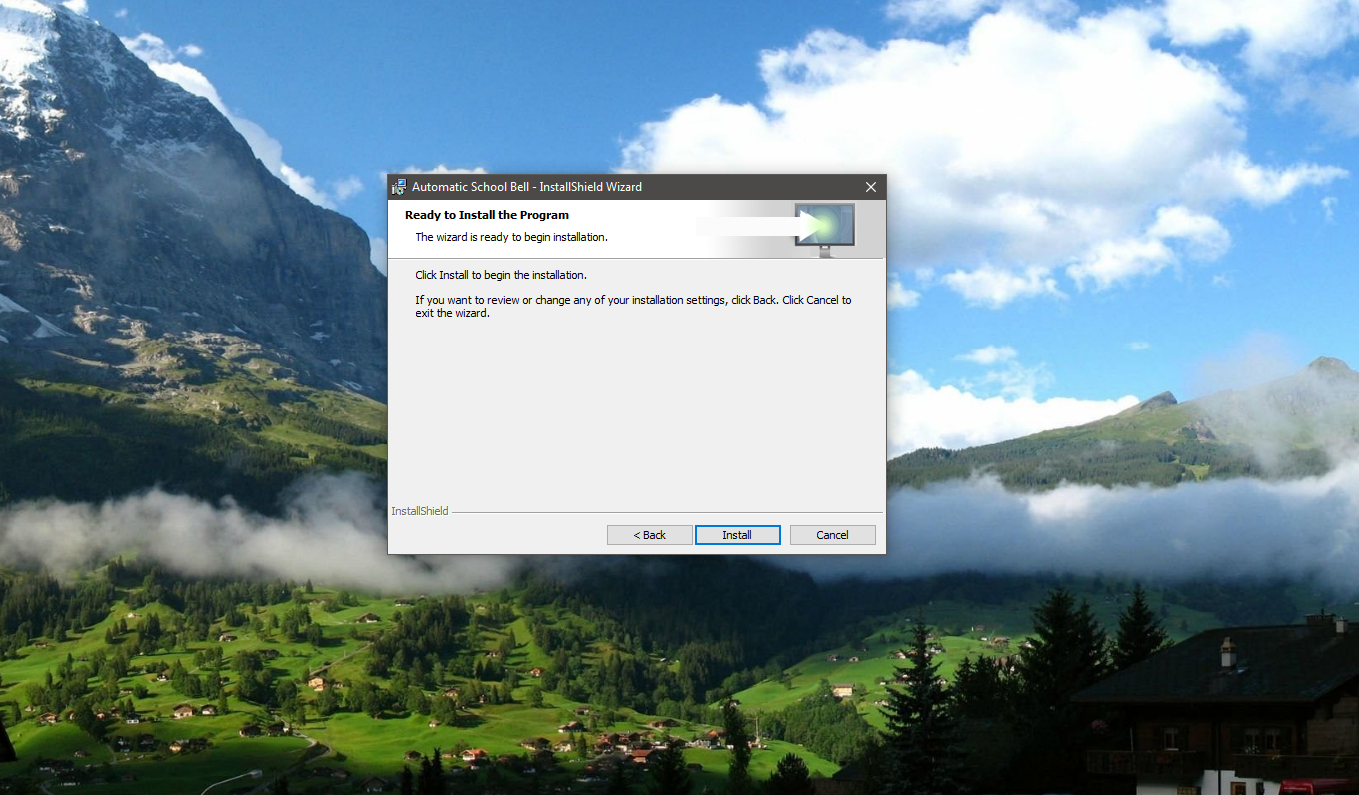 Automatic School Bell - InstallShield Wizard
Ready to Install the Program
The wizard is ready to begin installation.
Click Install to begin the installation.
If you want to review or change any of your installation settings, click Back. Click Cancel to
exit the wizard.
InstallShield
< Back
Install
Cancel